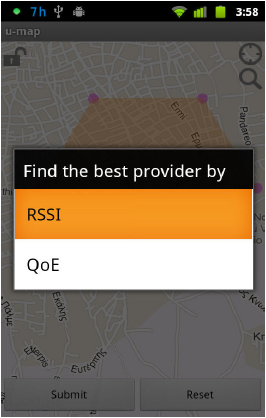 7h 3:58
u-map
Find the best provider by
RSSI
QoE
Submit Reset